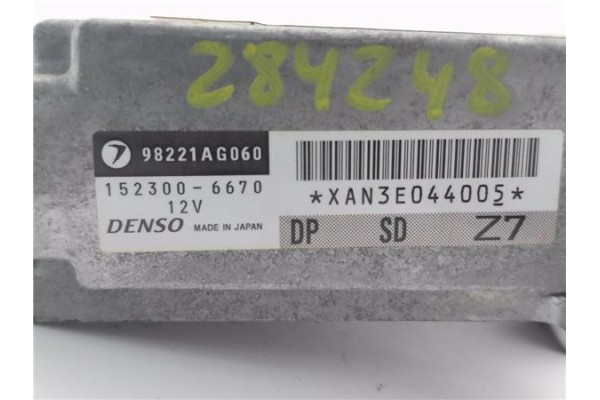 284248
98221AG060
152300-6670
12V
DENSO MADE IN JAPAN
*XAN3E044005*
DP SD Z7